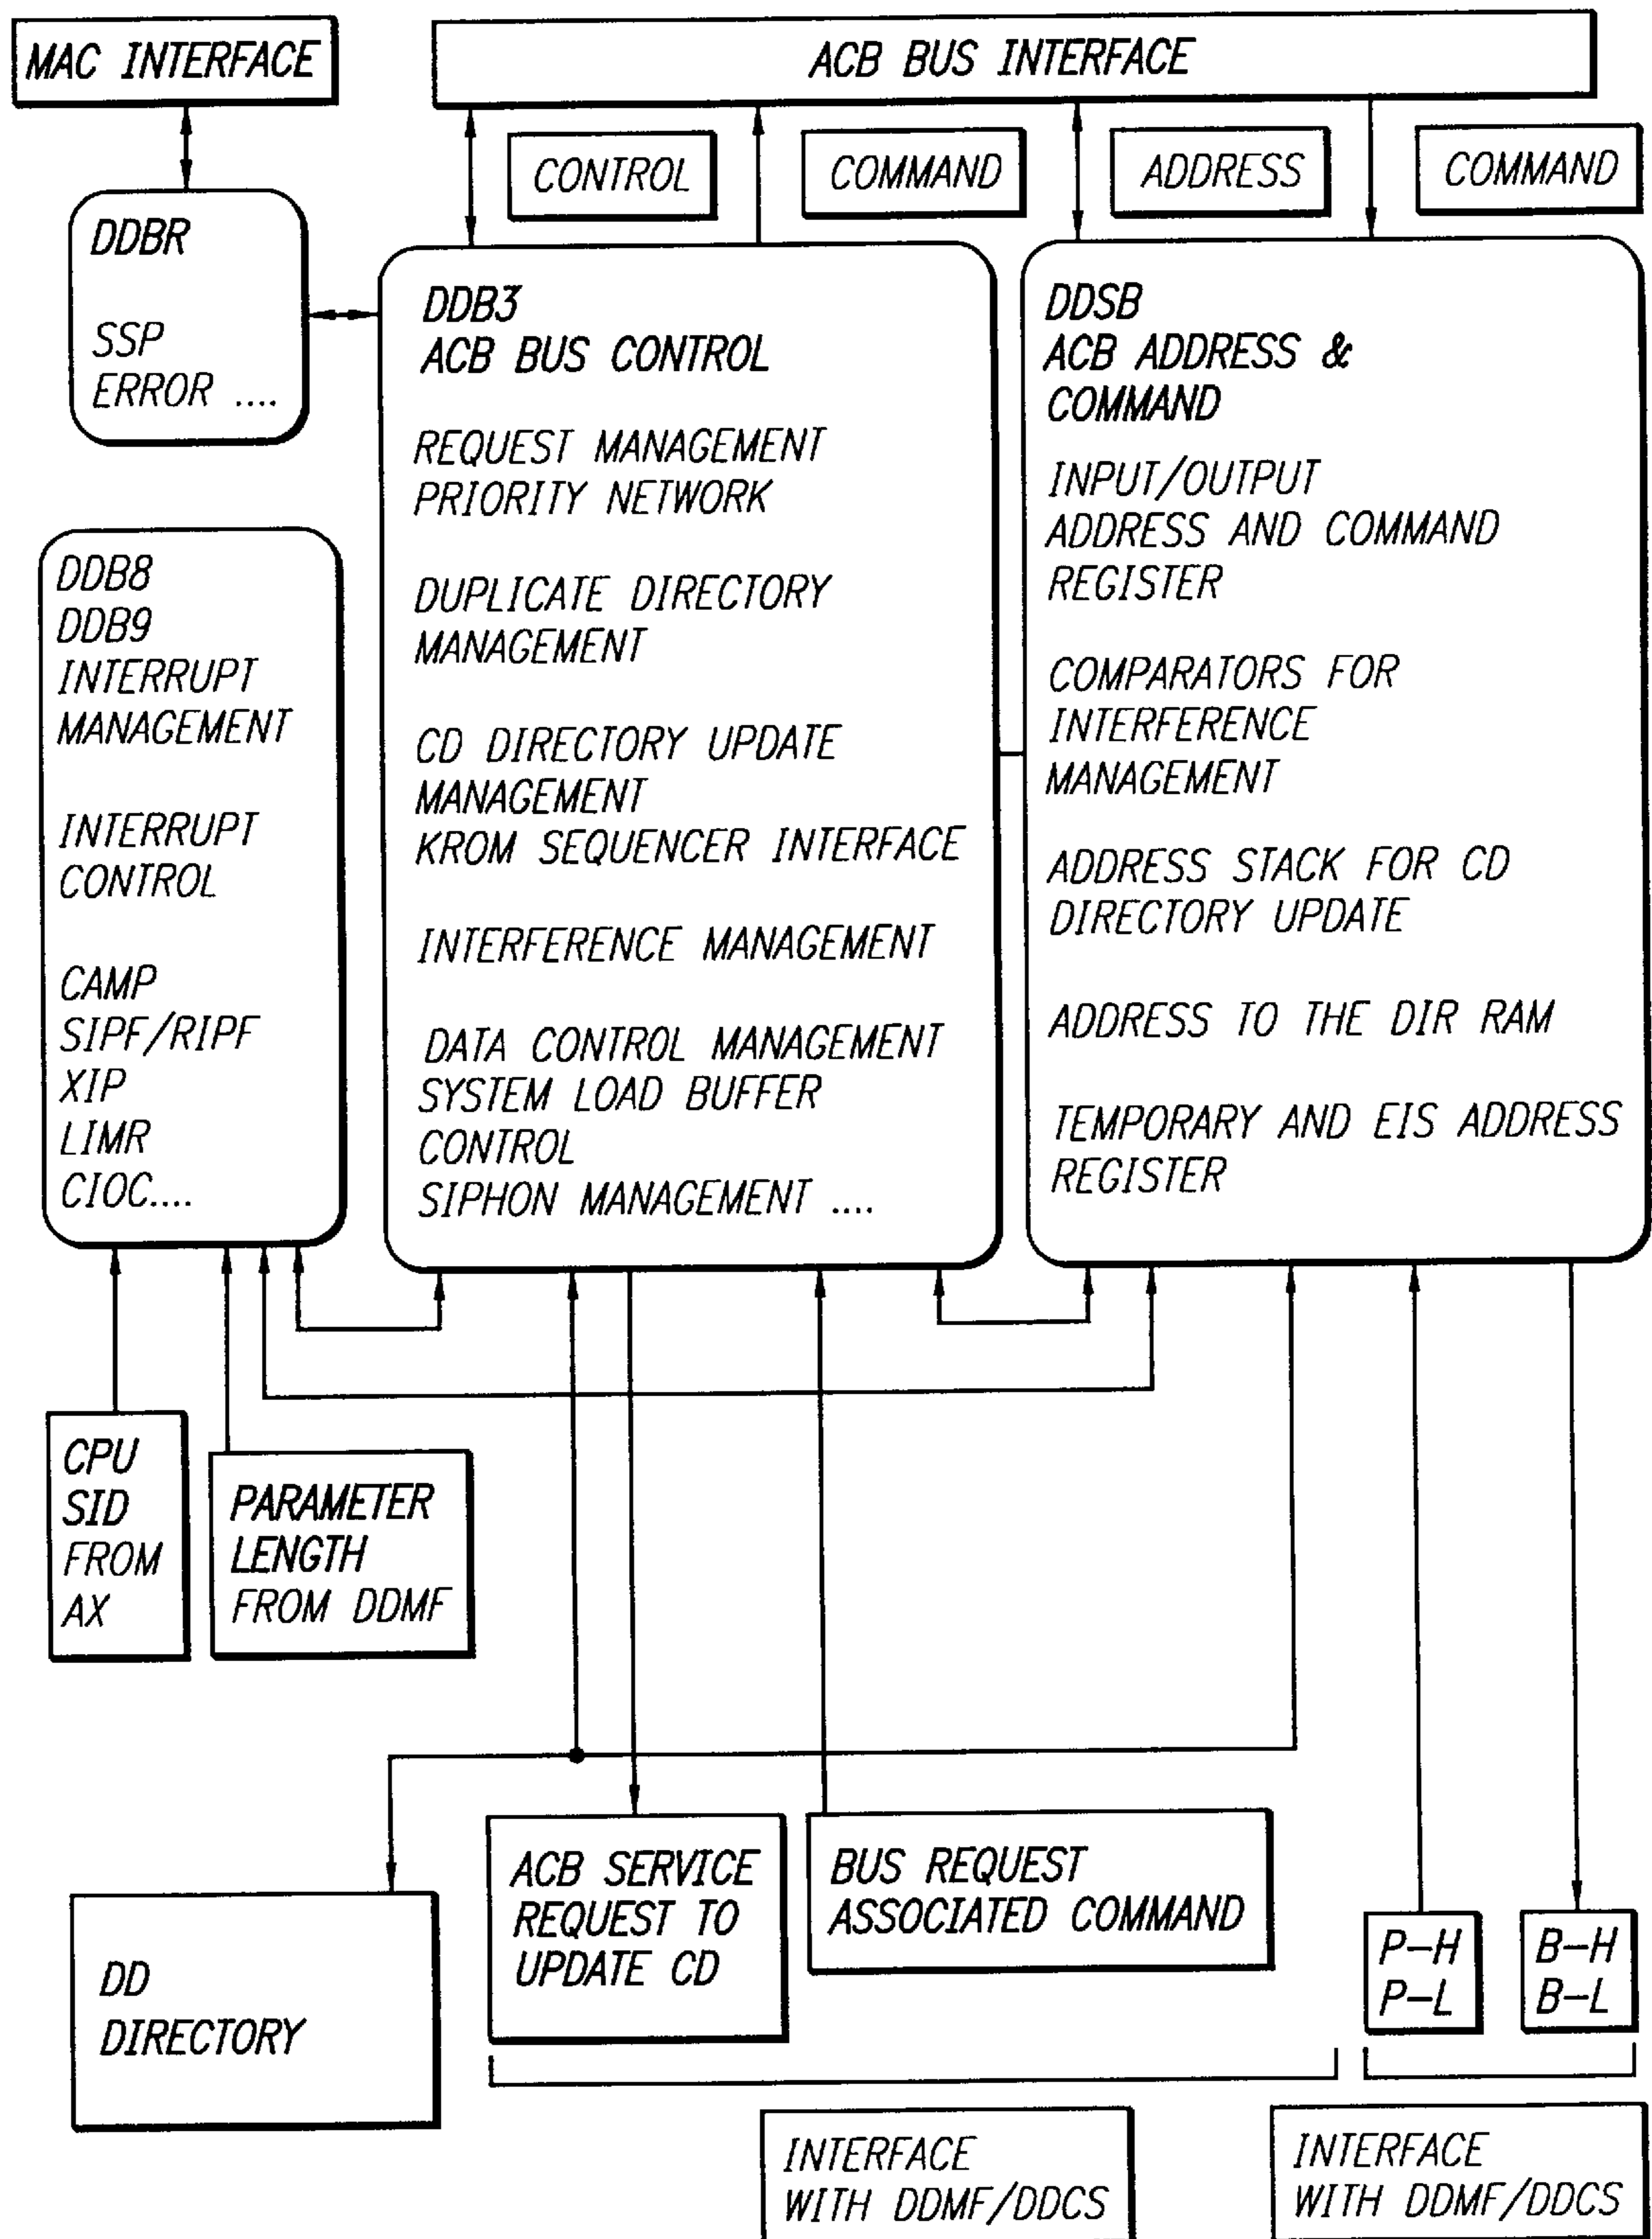 MAC INTERFACE
ACB BUS INTERFACE
CONTROL
COMMAND
ADDRESS
COMMAND
DDBR
SSP
ERROR ....
DDB3
ACB BUS CONTROL
REQUEST MANAGEMENT
PRIORITY NETWORK
DUPLICATE DIRECTORY
MANAGEMENT
CD DIRECTORY UPDATE
MANAGEMENT
KROM SEQUENCER INTERFACE
INTERFERENCE MANAGEMENT
DATA CONTROL MANAGEMENT
SYSTEM LOAD BUFFER
CONTROL
SIPHON MANAGEMENT ....
DDSB
ACB ADDRESS &
COMMAND
INPUT/OUTPUT
ADDRESS AND COMMAND
REGISTER
COMPARATORS FOR
INTERFERENCE
MANAGEMENT
ADDRESS STACK FOR CD
DIRECTORY UPDATE
ADDRESS TO THE DIR RAM
TEMPORARY AND EIS ADDRESS
REGISTER
DDB8
DDB9
INTERRUPT
MANAGEMENT
INTERRUPT
CONTROL
CAMP
SIPF/RIPF
XIP
LIMR
CIOC....
CPU
SID
FROM
AX
PARAMETER
LENGTH
FROM DDMF
DD
DIRECTORY
ACB SERVICE
REQUEST TO
UPDATE CD
BUS REQUEST
ASSOCIATED COMMAND
P-H
P-L
B-H
B-L
INTERFACE
WITH DDMF/DDCS
INTERFACE
WITH DDMF/DDCS